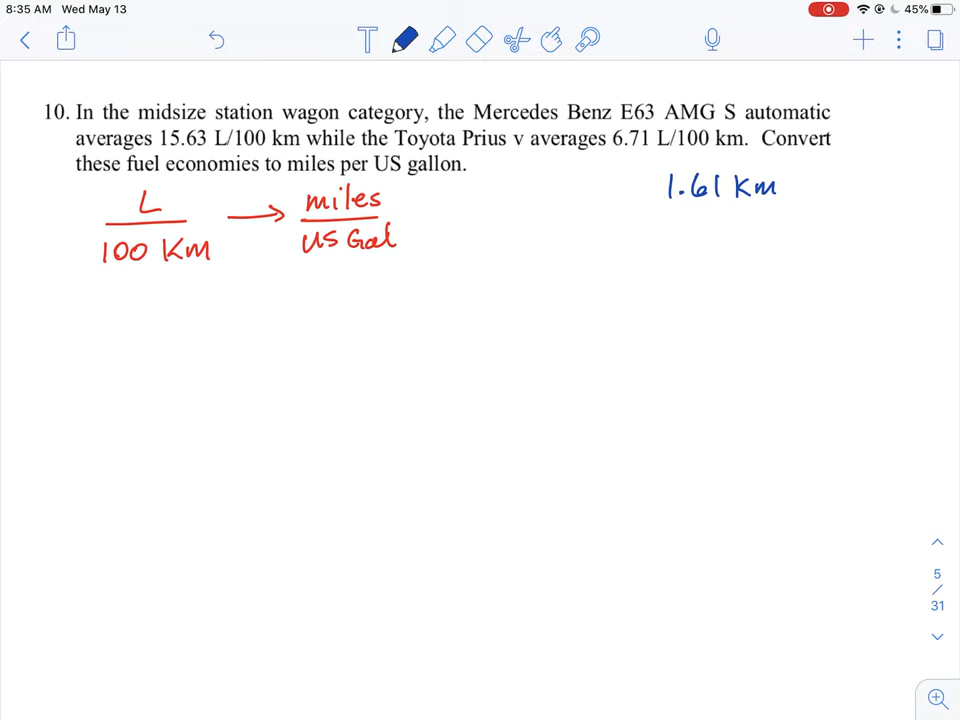 8:35 AM Wed May 13 45%
T
10. In the midsize station wagon category, the Mercedes Benz E63 AMG S automatic
averages 15.63 L/100 km while the Toyota Prius v averages 6.71 L/100 km. Convert
these fuel economies to miles per US gallon.
1.61 Km
L miles
100 Km US Gal
5
/
31